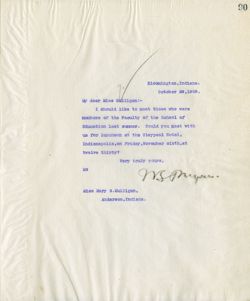 90
Bloomington, Indiana.
October 28, 1908.
My dear Miss Mulligan:-
I should like to meet those who were
members of the Faculty of the School of
Education last summer. Could you meet with
us for luncheon at the Claypool Hotel,
Indianapolis, on Friday, November sixth, at
twelve thirty?
Very truly yours,
Miss Mary E. Mulligan,
Anderson, Indiana.